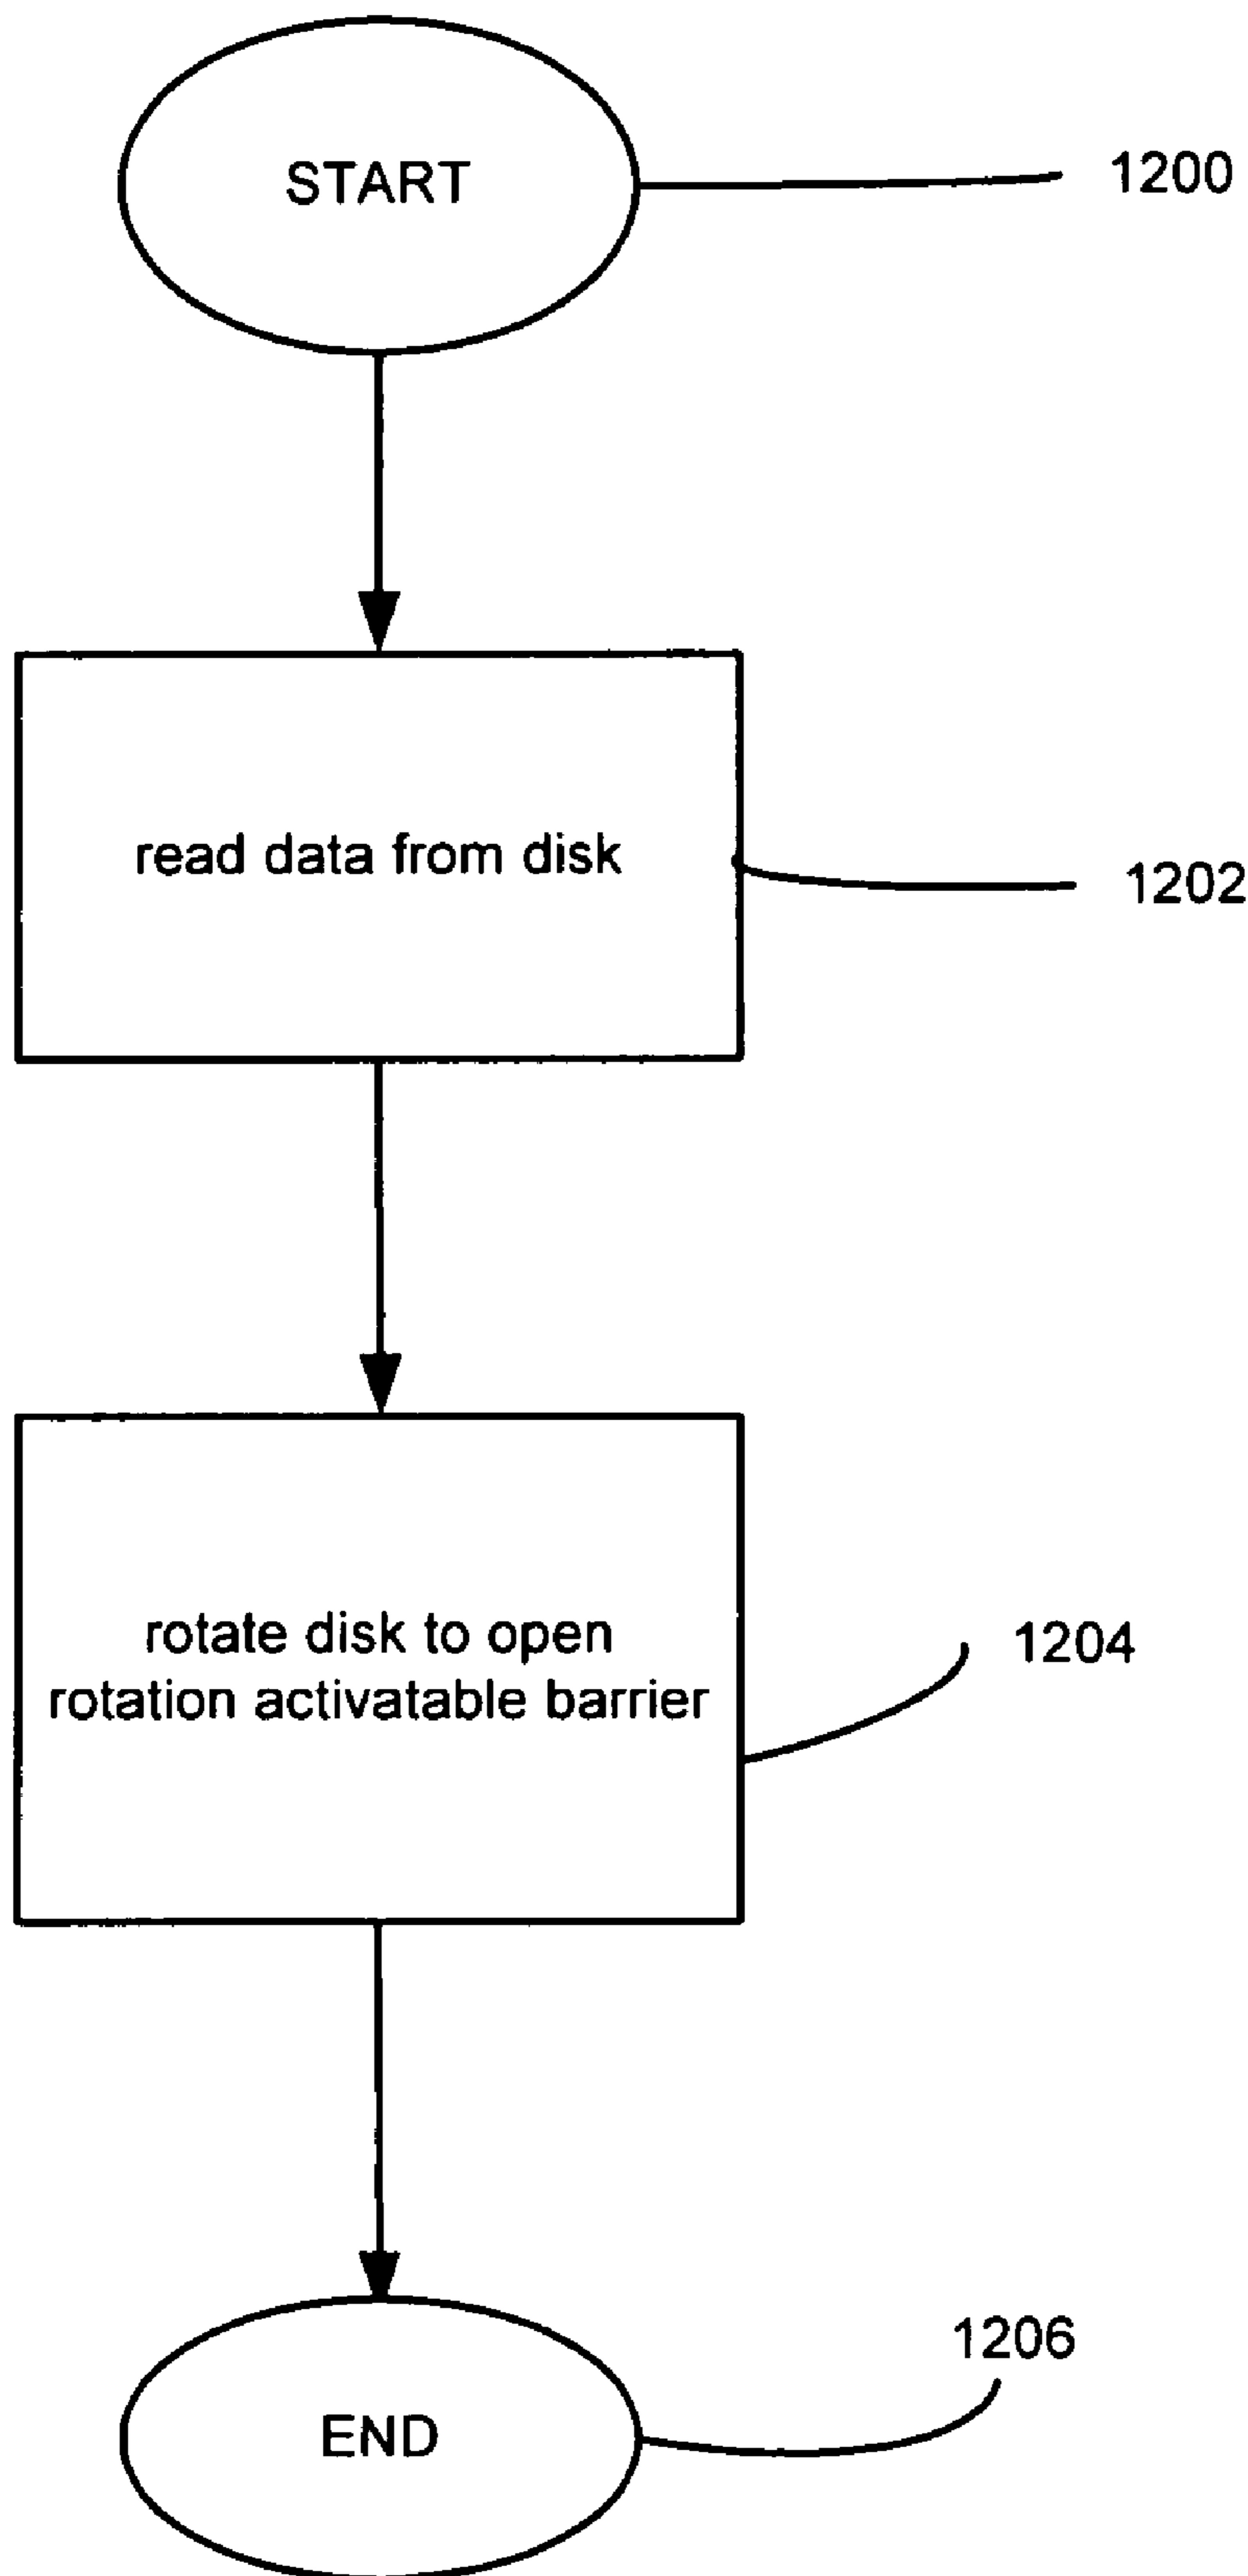 START
1200
read data from disk
1202
rotate disk to open
rotation activatable barrier
1204
1206
END